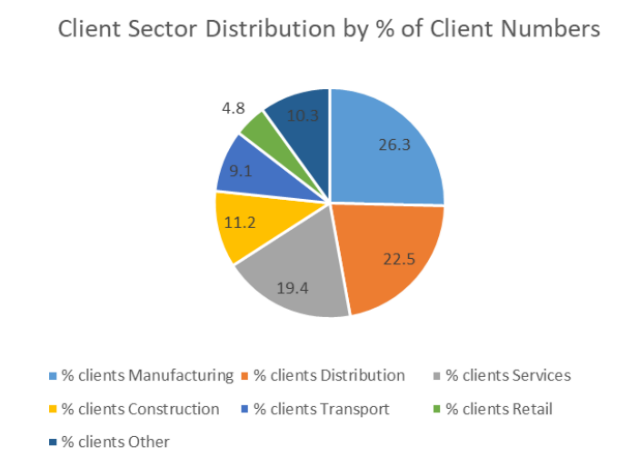 Client Sector Distribution by % of Client Numbers
4.8
10.3
26.3
9.1
11.2
22.5
19.4
% clients Manufacturing % clients Distribution % clients Services
% clients Construction % clients Transport % clients Retail
% clients Other